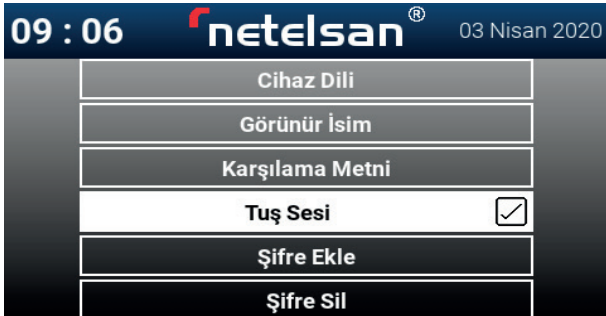 09 : 06 netelsan® 03 Nisan 2020
Cihaz Dili
Görünür İsim
Karşılama Metni
Tuş Sesi
Şifre Ekle
Şifre Sil